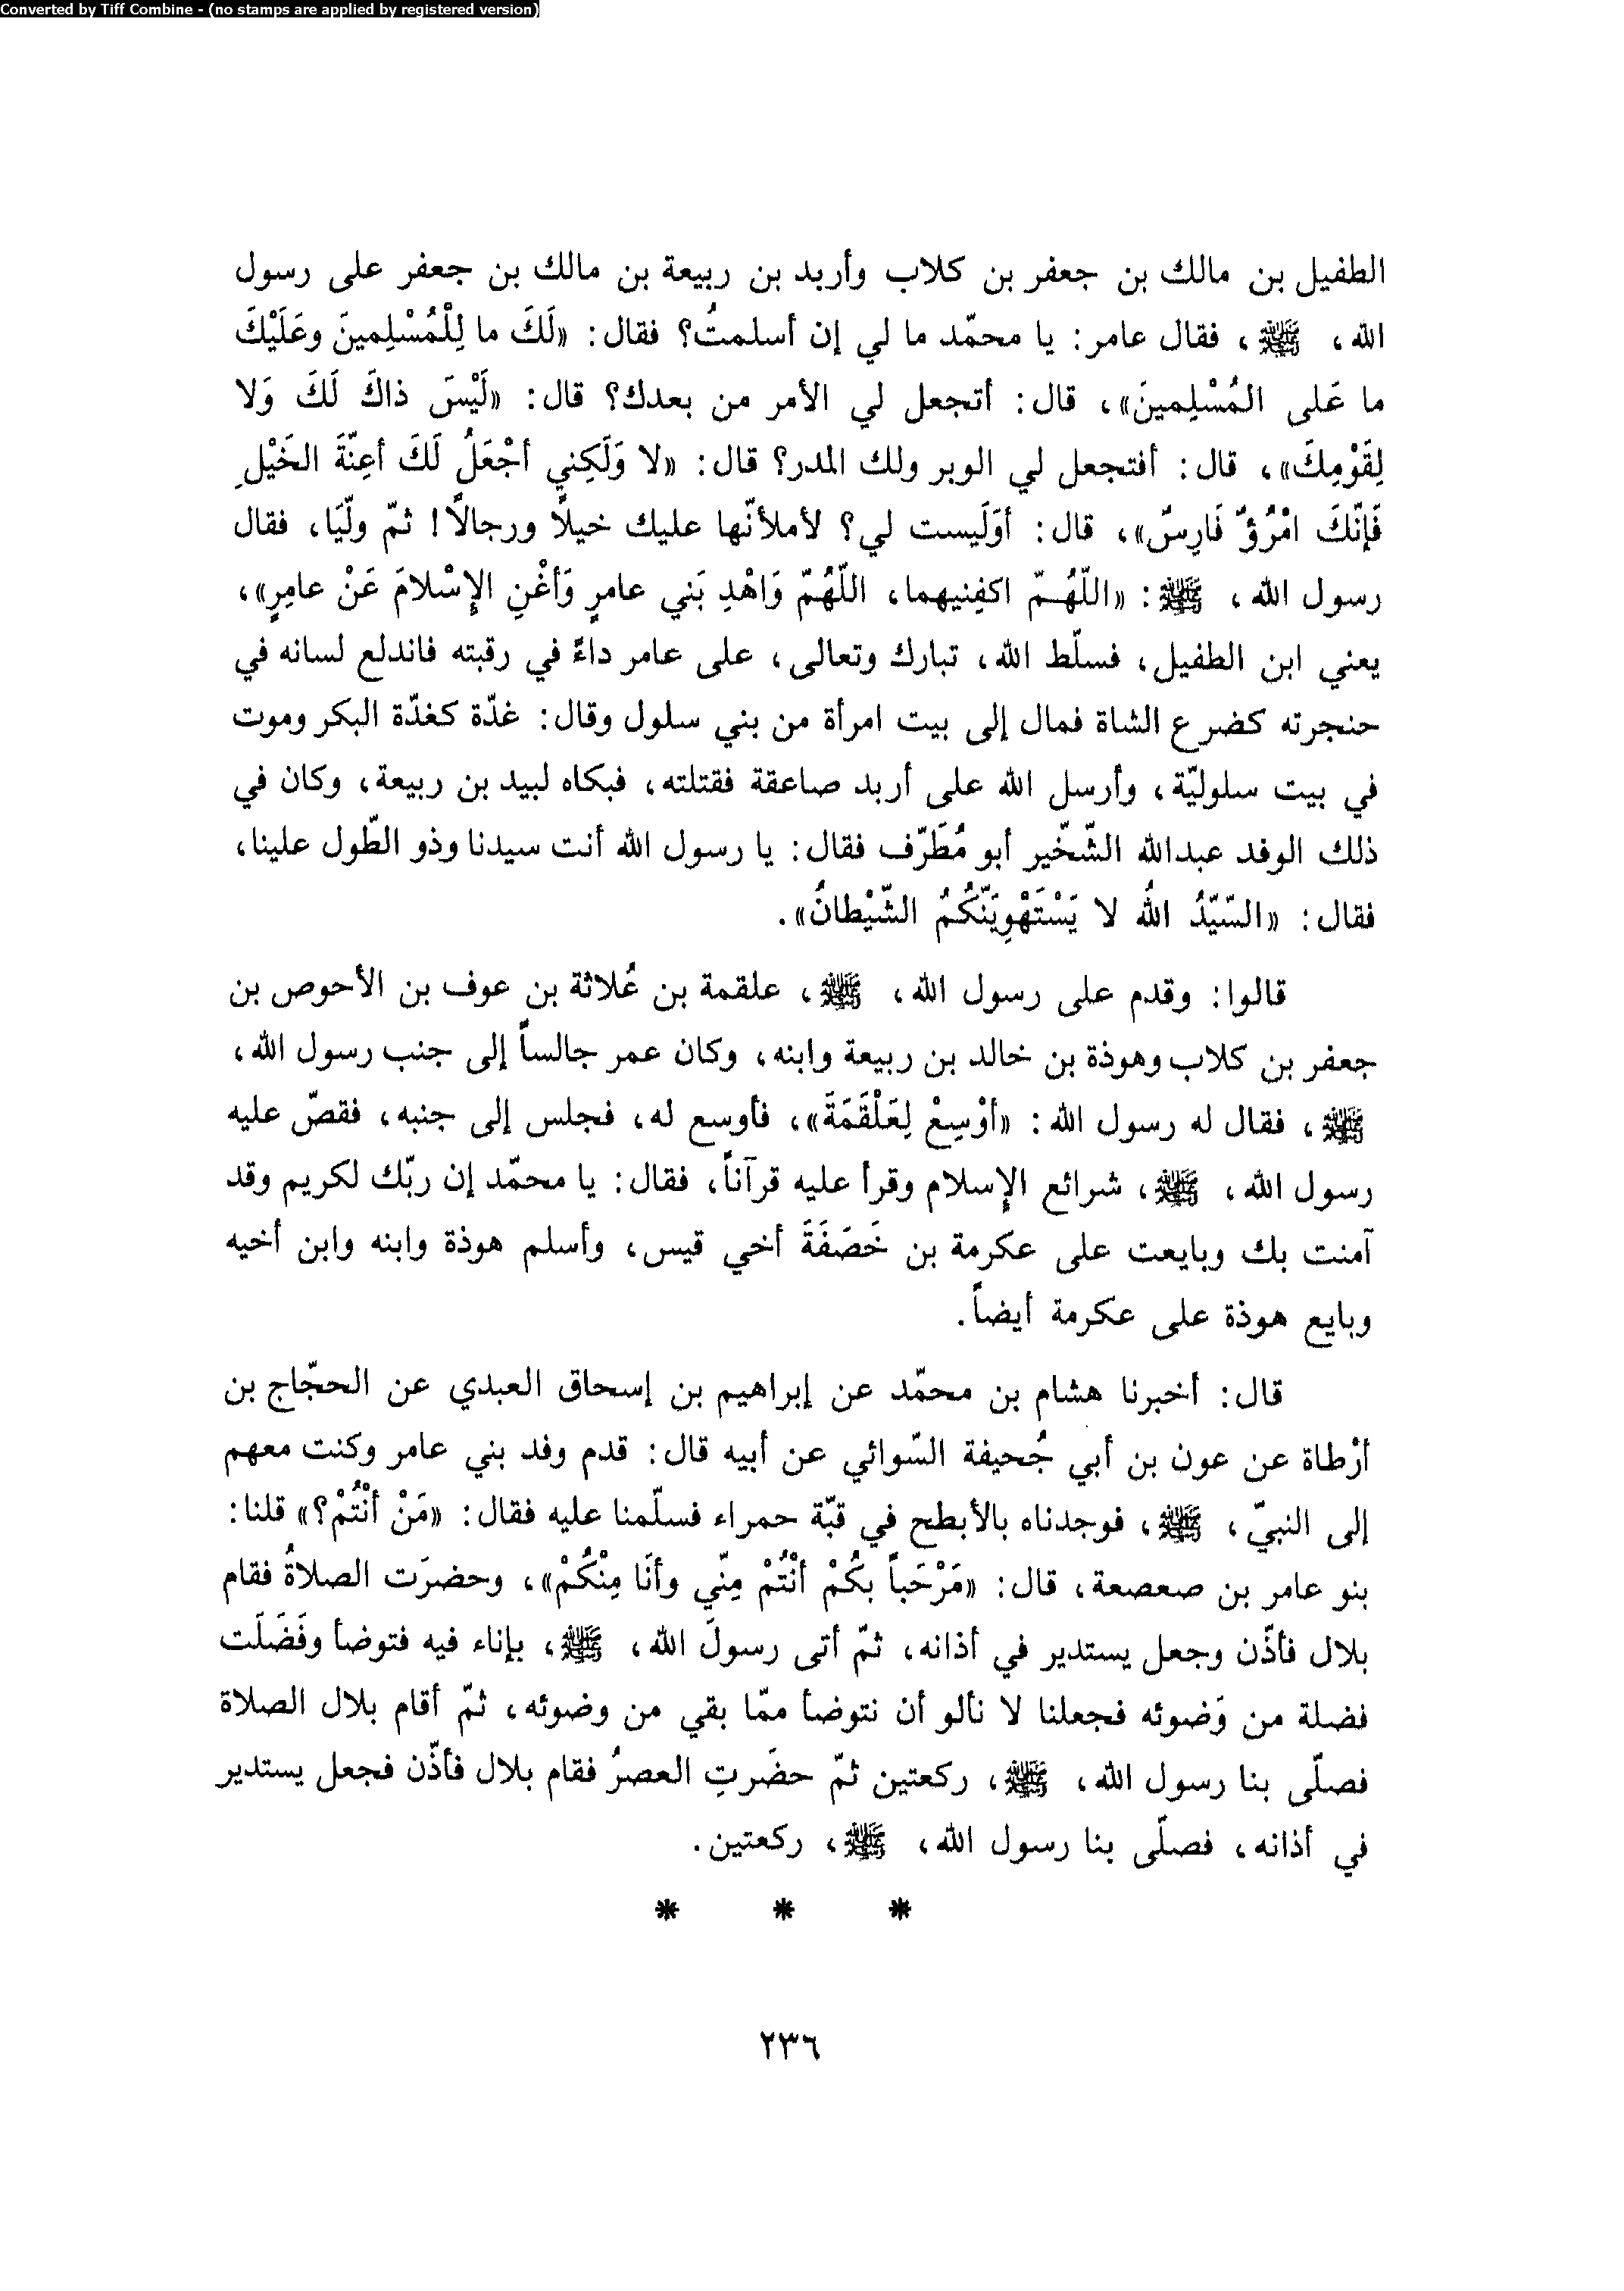 Converted by Tiff Combine - (no stamps are applied by registered version)
الطفيل بن مالك بن جعفر بن كلاب وأربد بن ربيعة بن مالك بن جعفر على رسول
الله، ﷺ، فقال عامر: يا محمّد ما لي إن أسلمتُ؟ فقال: «لَكَ ما لِلْمُسْلِمينَ وعَلَيْكَ
ما عَلى المُسْلِمينَ»، قال: أتجعل لي الأمر من بعدك؟ قال: «لَيْسَ ذاكَ لَكَ وَلا
لِقَوْمِكَ»، قال: أفتجعل لي الوبر ولك المدر؟ قال: «لا وَلَكِني أجْعَلُ لَكَ أعِنّةَ الخَيْلِ
فَإنّكَ امْرُؤٌ فَارِسٌ»، قال: أوَلَيست لي؟ لأملأنّها عليك خيلاً ورجالاً! ثمّ ولّيَا، فقال
رسول الله، ﷺ: «اللّهُمّ اكفِنيهما، اللّهُمّ وَاهْدِ بَني عامرٍ وَأغْنِ الإسْلامَ عَنْ عامِرٍ»،
يعني ابن الطفيل، فسلّط الله، تبارك وتعالى، على عامر داءً في رقبته فاندلع لسانه في
حنجرته كضرع الشاة فمال إلى بيت امرأة من بني سلول وقال: غدّة كغدّة البكر وموت
في بيت سلوليّة، وأرسل الله على أربد صاعقة فقتلته، فبكاه لبيد بن ربيعة، وكان في
ذلك الوفد عبدالله الشّخّير أبو مُطَرّف فقال: يا رسول الله أنت سيدنا وذو الطّول علينا،
فقال: «السّيّدُ اللهُ لا يَسْتَهْوِيَنّكُمُ الشّيْطانُ».
قالوا: وقدم على رسول الله، ﷺ، علقمة بن عُلاثة بن عوف بن الأحوص بن
جعفر بن كلاب وهوذة بن خالد بن ربيعة وابنه، وكان عمر جالساً إلى جنب رسول الله،
ﷺ، فقال له رسول الله: «أوْسِعْ لِعَلْقَمَةَ»، فأوسع له، فجلس إلى جنبه، فقصّ عليه
رسول الله، ﷺ، شرائع الإسلام وقرأ عليه قرآناً، فقال: يا محمّد إن ربّك لكريم وقد
آمنت بك وبايعت على عكرمة بن خَصَفَةَ أخي قيس، وأسلم هوذة وابنه وابن أخيه
وبايع هوذة على عكرمة أيضاً.
قال: أخبرنا هشام بن محمّد عن إبراهيم بن إسحاق العبدي عن الحجّاج بن
أرْطاة عن عون بن أبي جُحيفة السّوائي عن أبيه قال: قدم وفد بني عامر وكنت معهم
إلى النبيّ، ﷺ، فوجدناه بالأبطح في قبّة حمراء فسلّمنا عليه فقال: «مَنْ أنْتُمْ؟» قلنا:
بنو عامر بن صعصعة، قال: «مَرْحَباً بكُمْ أنْتُمْ مِنّي وأنَا مِنْكُمْ»، وحضرَت الصلاةُ فقام
بلال فأذّن وجعل يستدير في أذانه، ثمّ أتى رسولَ الله، ﷺ، بإناء فيه فتوضأ وفَضَلَت
فضلة من وَضوئه فجعلنا لا نألو أن نتوضأ ممّا بقي من وضوئه، ثمّ أقام بلال الصلاة
فصلّى بنا رسول الله، ﷺ، ركعتين ثمّ حضَرتِ العصرُ فقام بلال فأذّن فجعل يستدير
في أذانه، فصلّى بنا رسول الله، ﷺ، ركعتين.
* * *
٢٣٦